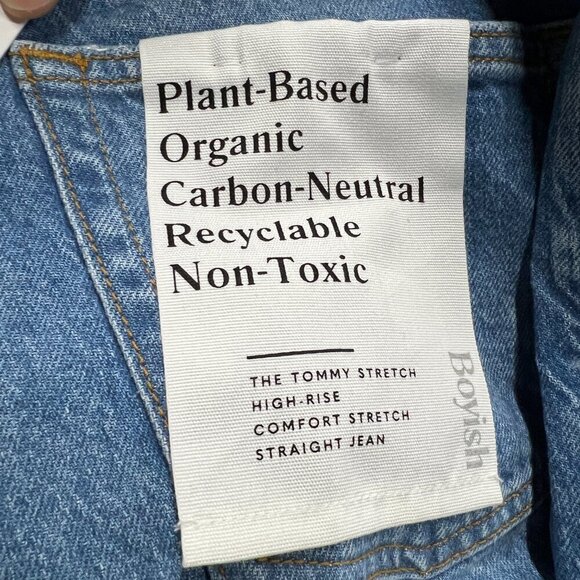 Plant-Based
Organic
Carbon-Neutral
Recyclable
Non-Toxic
THE TOMMY STRETCH
HIGH-RISE
COMFORT STRETCH
STRAIGHT JEAN
Boyish